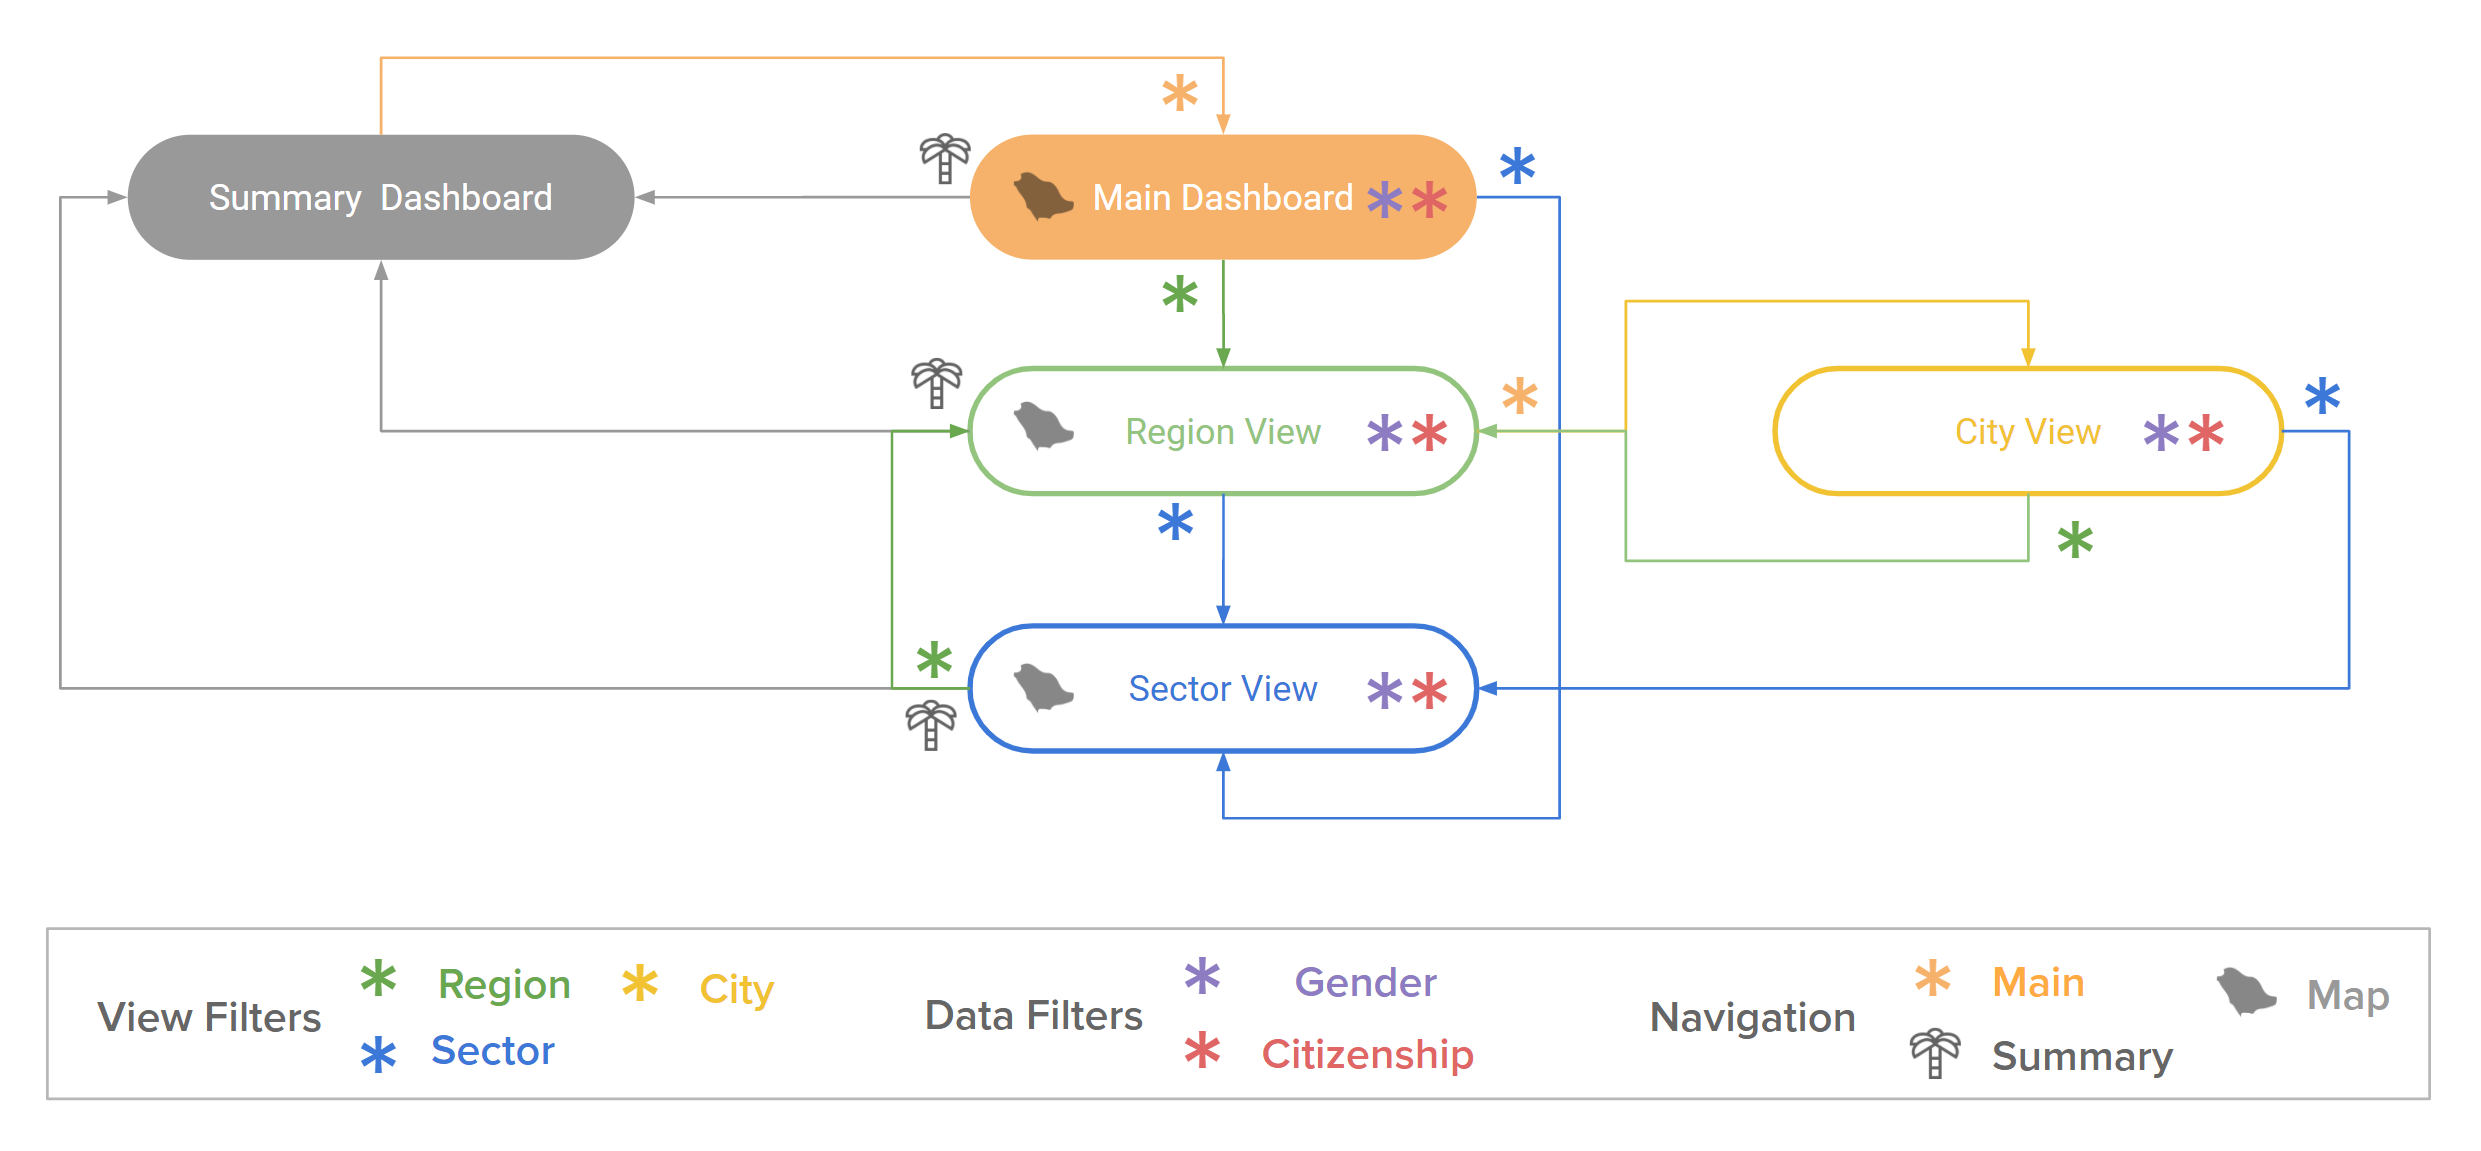 Summary Dashboard
Main Dashboard
Region View
City View
Sector View
View Filters
Region
City
Sector
Data Filters
Gender
Citizenship
Navigation
Main
Map
Summary